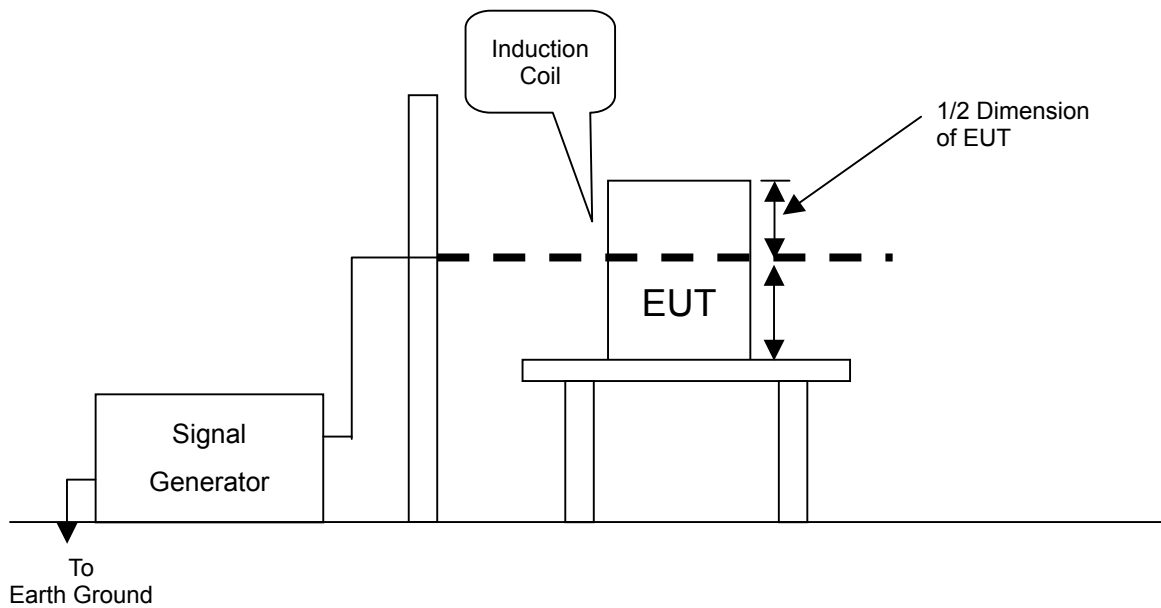 Induction
Coil
1/2 Dimension
of EUT
EUT
Signal
Generator
To
Earth Ground